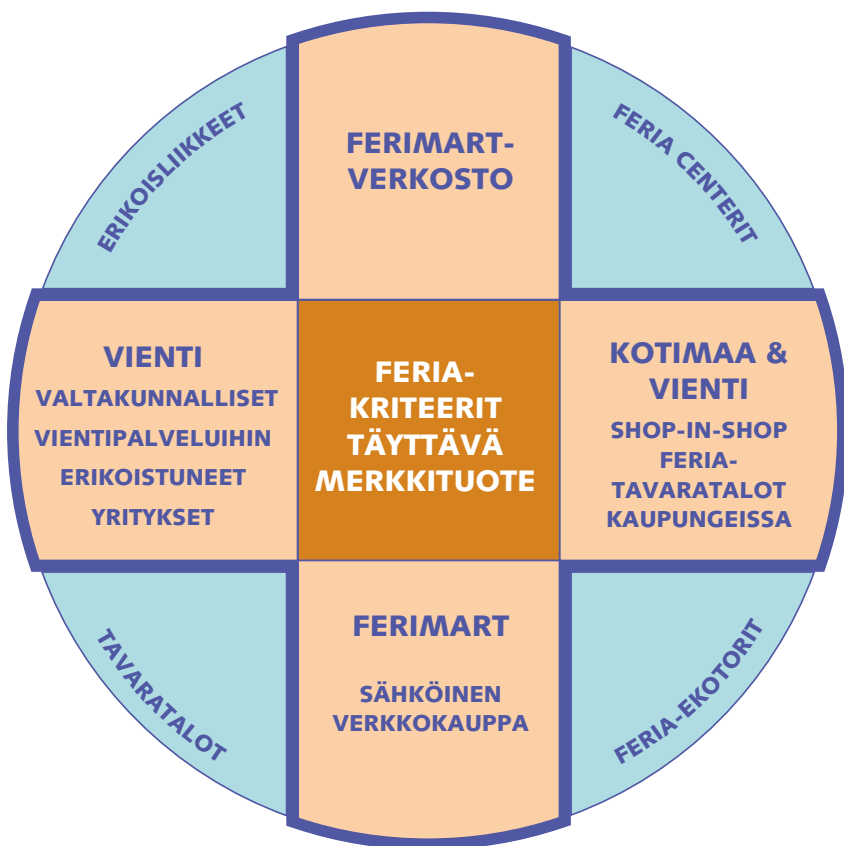 ERIKOISLIIKKEET
FERIMART-
VERKOSTO
FERIA CENTERIT
VIENTI
VALTAKUNNALLISET
VIENTIPALVELUIHIN
ERIKOISTUNEET
YRITYKSET
FERIA-
KRITEERIT
TÄYTTÄVÄ
MERKKITUOTE
KOTIMAA &
VIENTI
SHOP-IN-SHOP
FERIA-
TAVARATALOT
KAUPUNGEISSA
TAVARATALOT
FERIMART
SÄHKÖINEN
VERKKOKAUPPA
FERIA-EKOTORIT